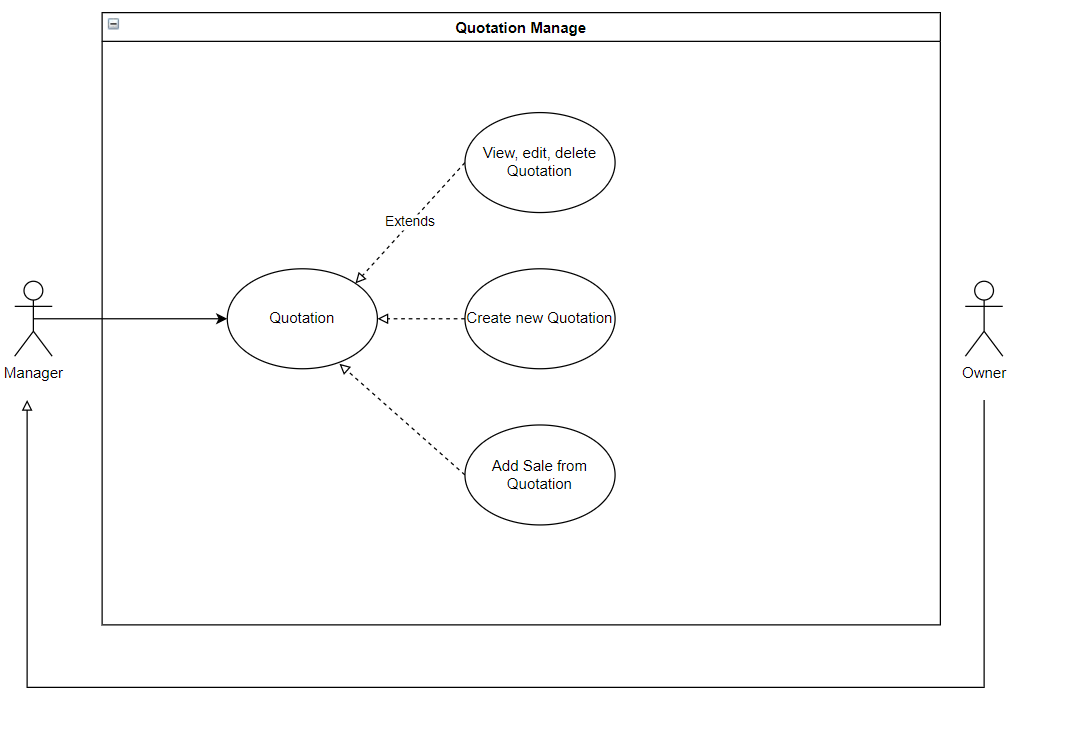 Quotation Manage
View, edit, delete
Quotation
Extends
Quotation
Create new Quotation
Manager
Owner
Add Sale from
Quotation